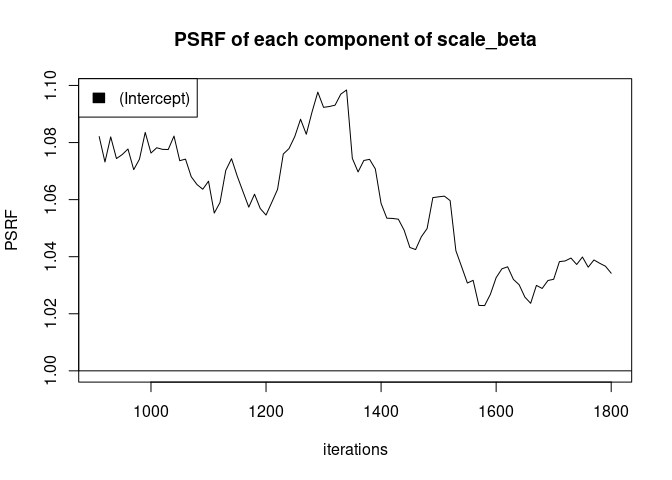 PSRF of each component of scale_beta
(Intercept)
PSRF
1.10
1.08
1.06
1.04
1.02
1.00
1000 1200 1400 1600 1800
iterations